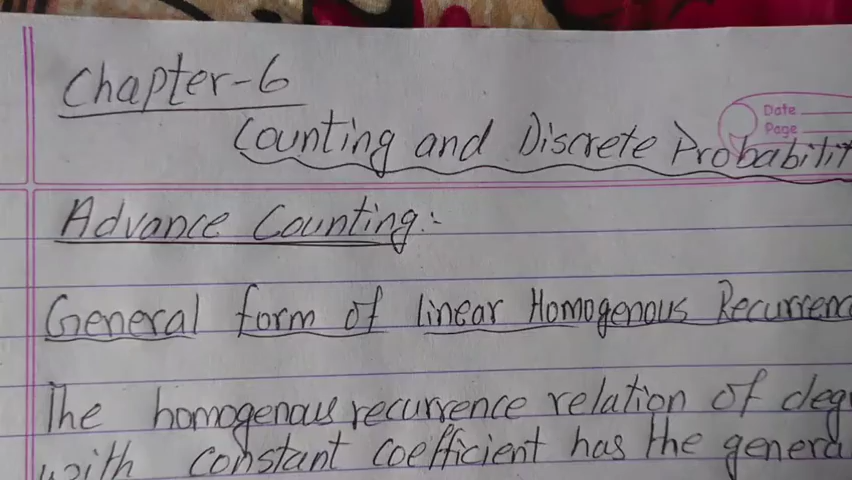 Chapter-6
Date
Page
Counting and Discrete Probabilit
Advance Counting:-
General form of linear Homogenous Recurrenc
The homogenous recurrence relation of deg
with constant coefficient has the genera